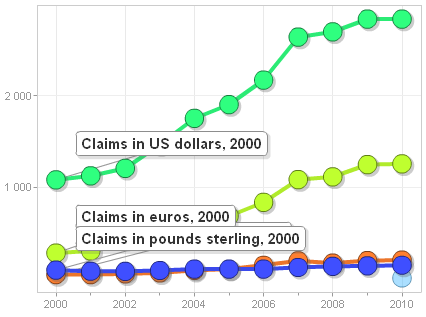 2 000
Claims in US dollars, 2000
1 000
Claims in euros, 2000
Claims in pounds sterling, 2000
2000 2002 2004 2006 2008 2010